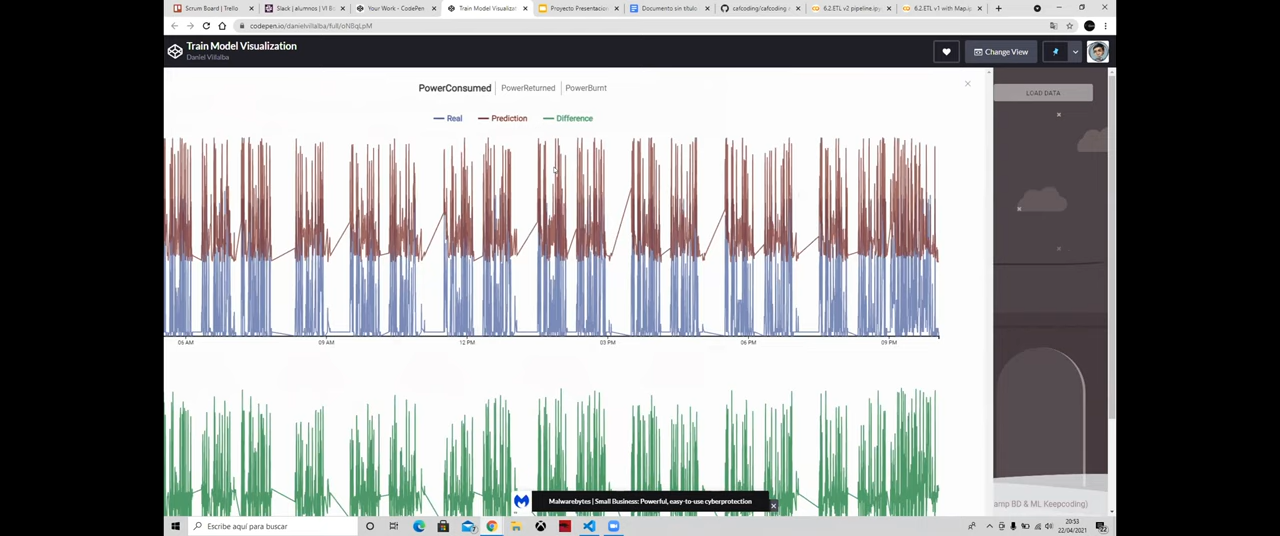 Scrum Board | Trello
Slack | alumnos | VI B
Your Work - CodePen
Train Model Visualization
Proyecto Presentacion
Documento sin título
cafcoding / cafcoding
6.2.ETL v2 pipeline.ipy
6.2.ETL v1 with Map.ip
codepen.io/danielvillalba/full/oNBqLpM
Train Model Visualization
Daniel Villalba
Change View
PowerConsumed
PowerReturned
PowerBurnt
LOAD DATA
Real
Prediction
Difference
06 AM
09 AM
12 PM
03 PM
06 PM
09 PM
Malwarebytes | Small Business: Powerful, easy-to-use cyberprotection
amp BD & ML Keepcoding
Escribe aquí para buscar
20:53
22/04/2021